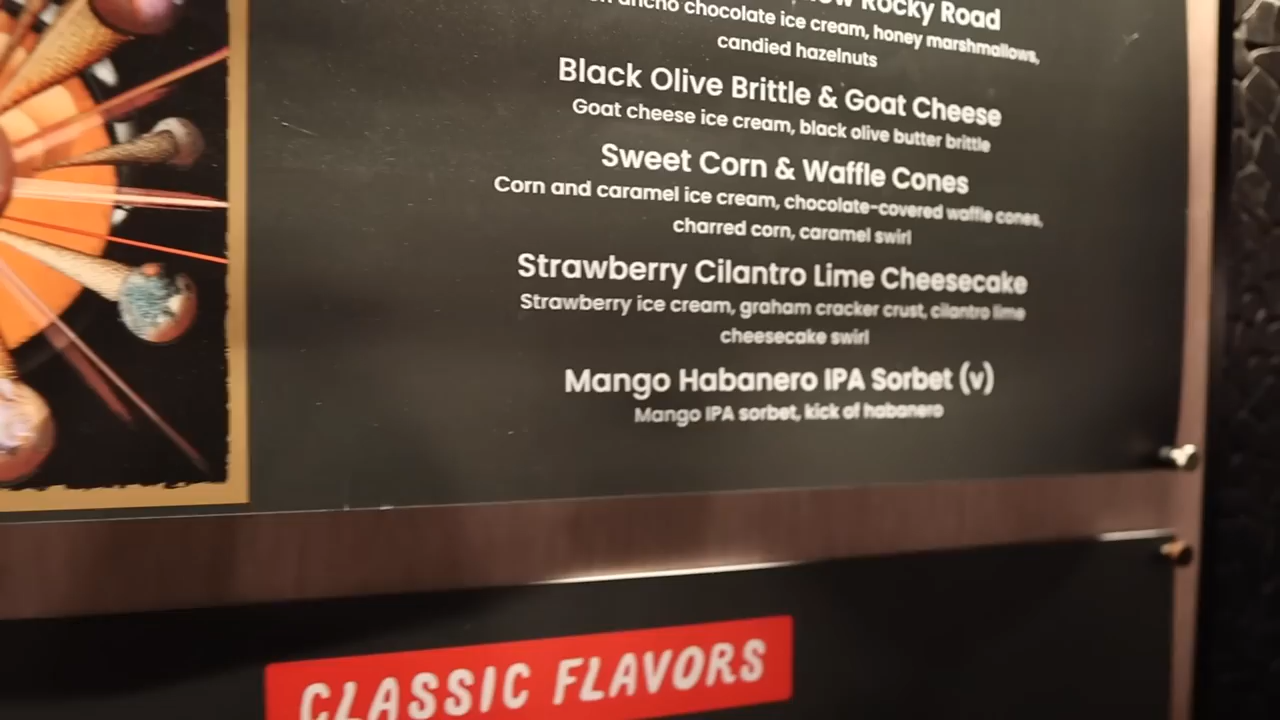 Rocky Road
ancho chocolate ice cream, honey marshmallows,
candied hazelnuts
Black Olive Brittle & Goat Cheese
Goat cheese ice cream, black olive butter brittle
Sweet Corn & Waffle Cones
Corn and caramel ice cream, chocolate-covered waffle cones,
charred corn, caramel swirl
Strawberry Cilantro Lime Cheesecake
Strawberry ice cream, graham cracker crust, cilantro lime
cheesecake swirl
Mango Habanero IPA Sorbet (v)
Mango IPA sorbet, kick of habanero
CLASSIC FLAVORS